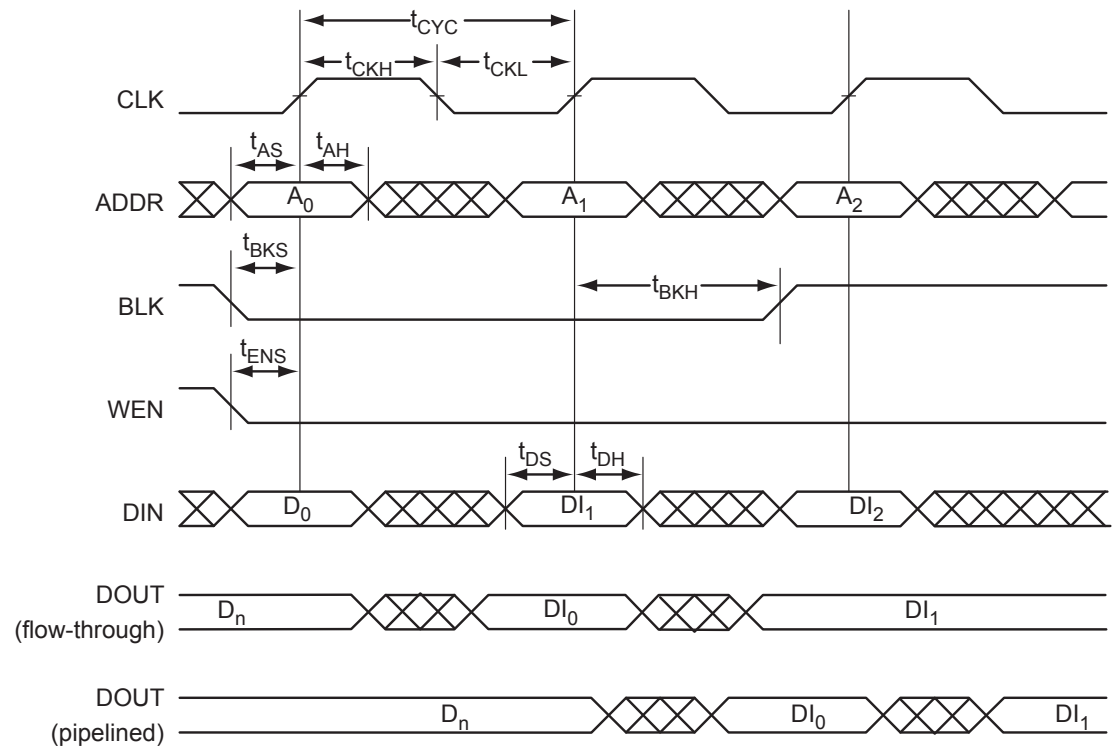 tCYC
tCKH tCKL
CLK
tAS tAH
ADDR A0 A1 A2
tBKS
tBKH
BLK
tENS
WEN
tDS tDH
DIN D0 DI1 DI2
DOUT
(flow-through)
Dn DI0 DI1
DOUT
(pipelined)
Dn DI0 DI1